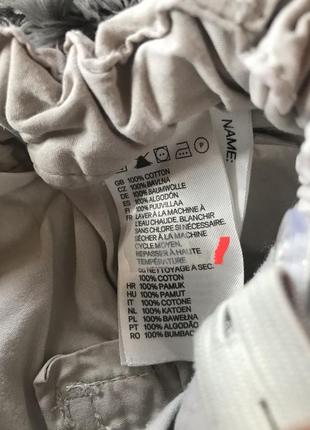 NAME:
GB 100% COTTON
CZ 100% BAVLNA
DE 100% BAUMWOLLE
ES 100% ALGODÓN
FI 100% PUUVILLAA
FR LAVER À LA MACHINE À
L'EAU CHAUDE. BLANCHIR
SANS CHLORE SI NÉCESSAIRE.
SÉCHER À LA MACHINE
CYCLE MOYEN.
REPASSER À HAUTE
TEMPÉRATURE
NETTOYAGE À SEC.
100% COTON
HR 100% PAMUK
HU 100% PAMUT
IT 100% COTONE
NL 100% KATOEN
PL 100% BAWEŁNA
PT 100% ALGODÃO
RO 100% BUMBAC